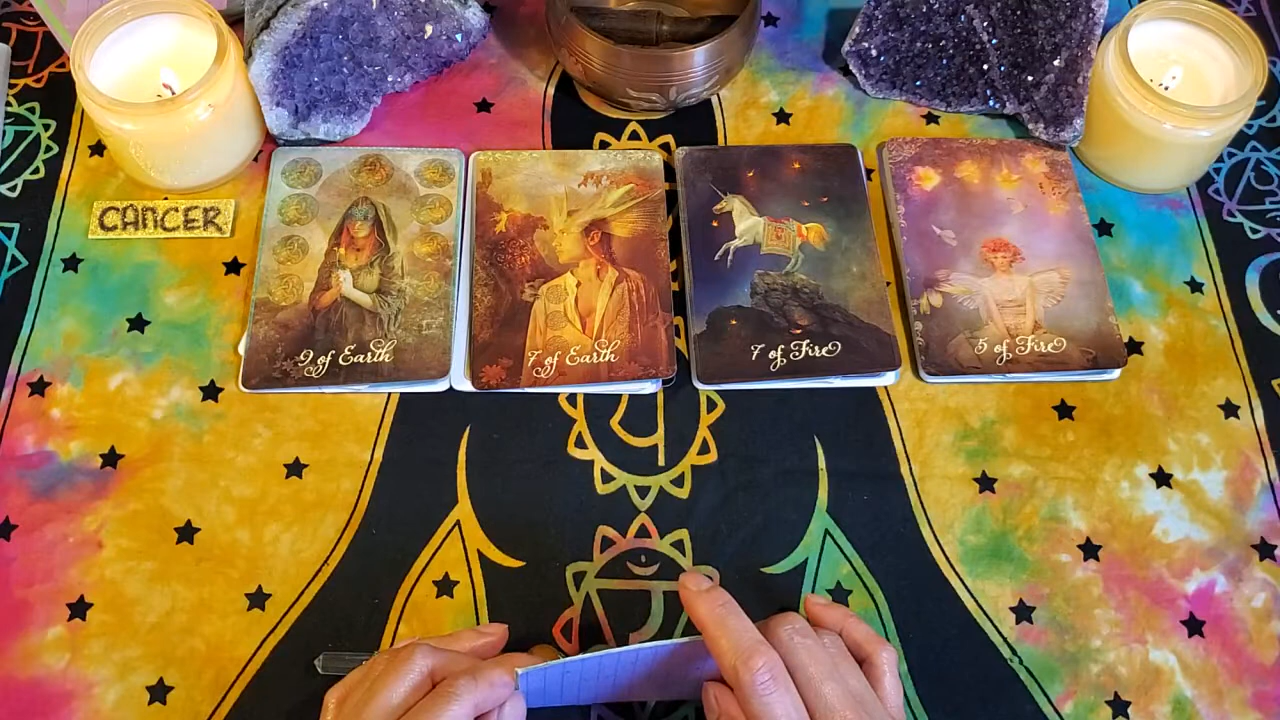 CANCER
9 of Earth
7 of Earth
7 of Fire
5 of Fire